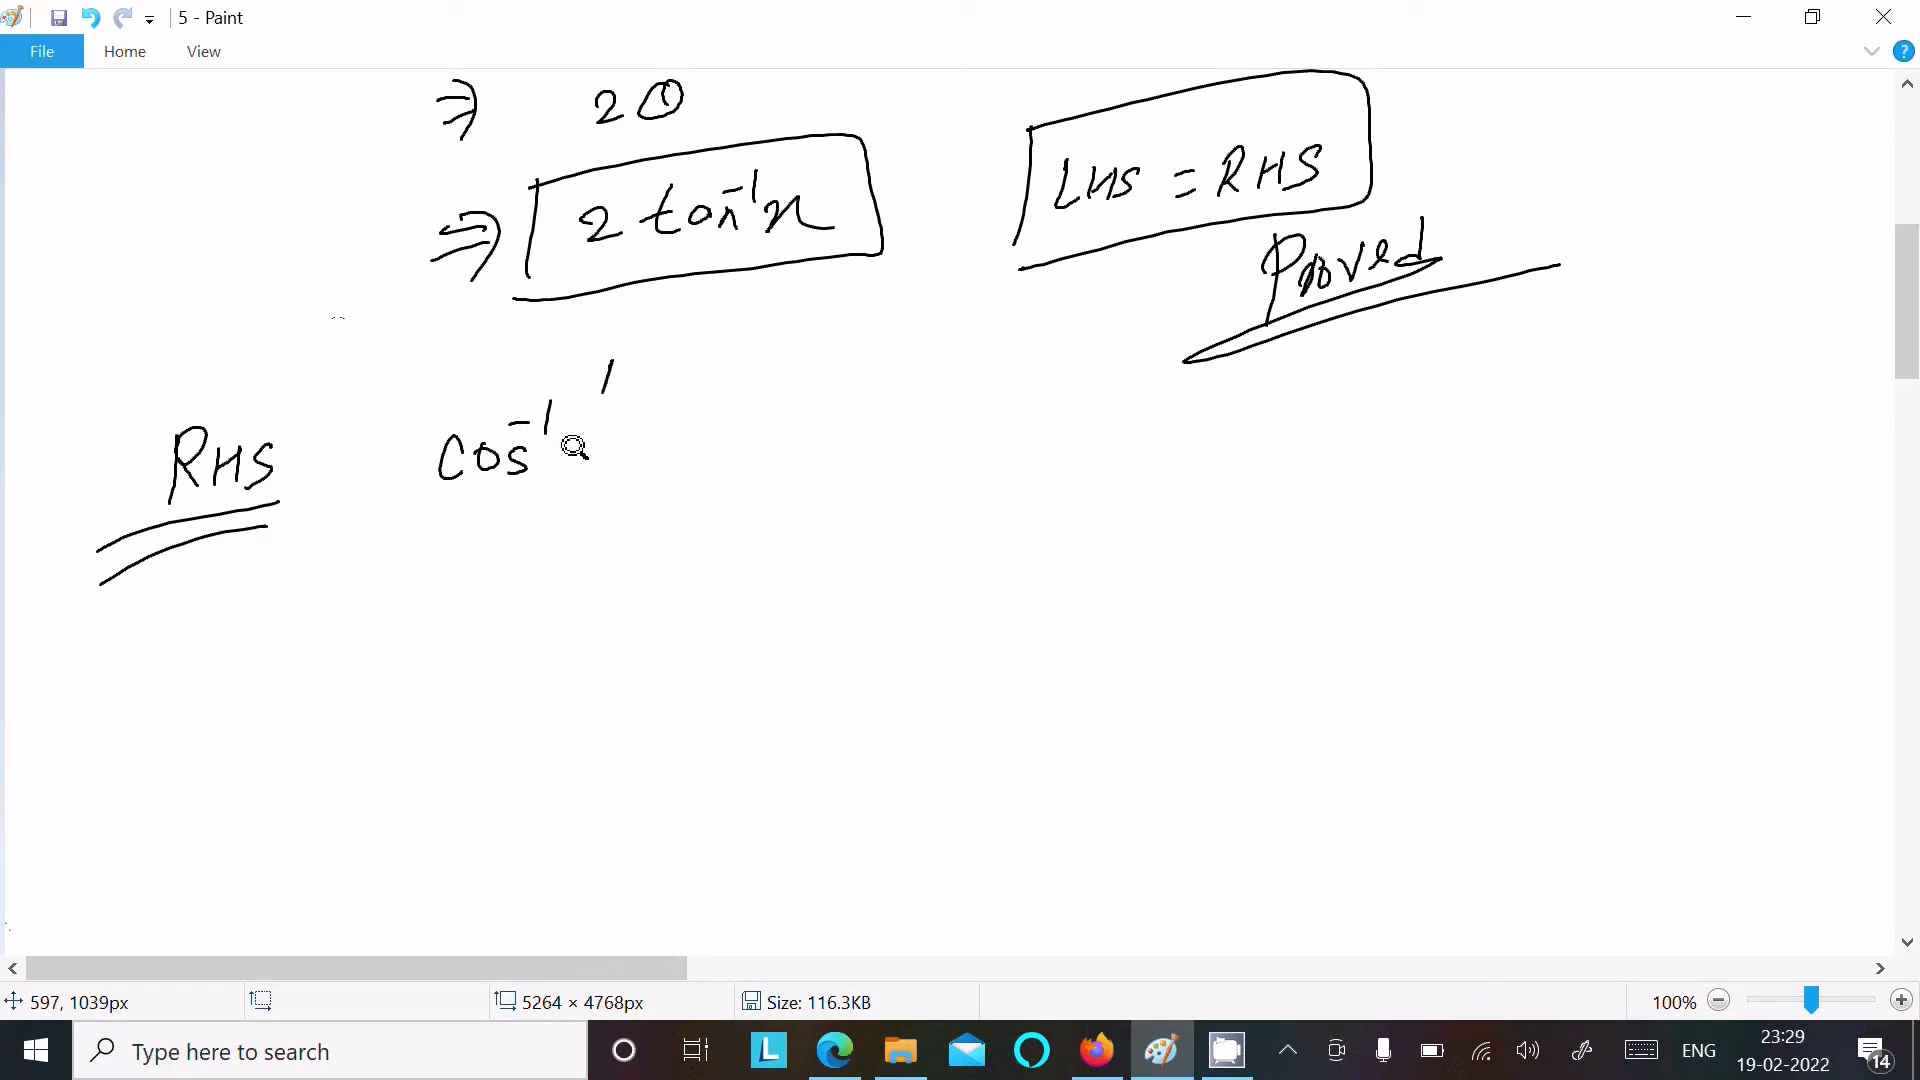 5 - Paint
File Home View
⇒ 2θ
⇒ 2 tan⁻¹x
LHS = RHS
Proved
RHS cos⁻¹ 1
597, 1039px 5264 × 4768px Size: 116.3KB 100%
Type here to search
ENG
23:29
19-02-2022
14